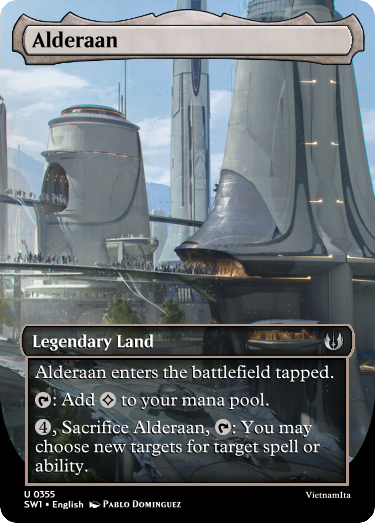 Alderaan
Legendary Land
Alderaan enters the battlefield tapped.
: Add to your mana pool.
4, Sacrifice Alderaan, : You may
choose new targets for target spell or
ability.
U 0355
SW1 • English Pablo Dominguez
VietnamIta